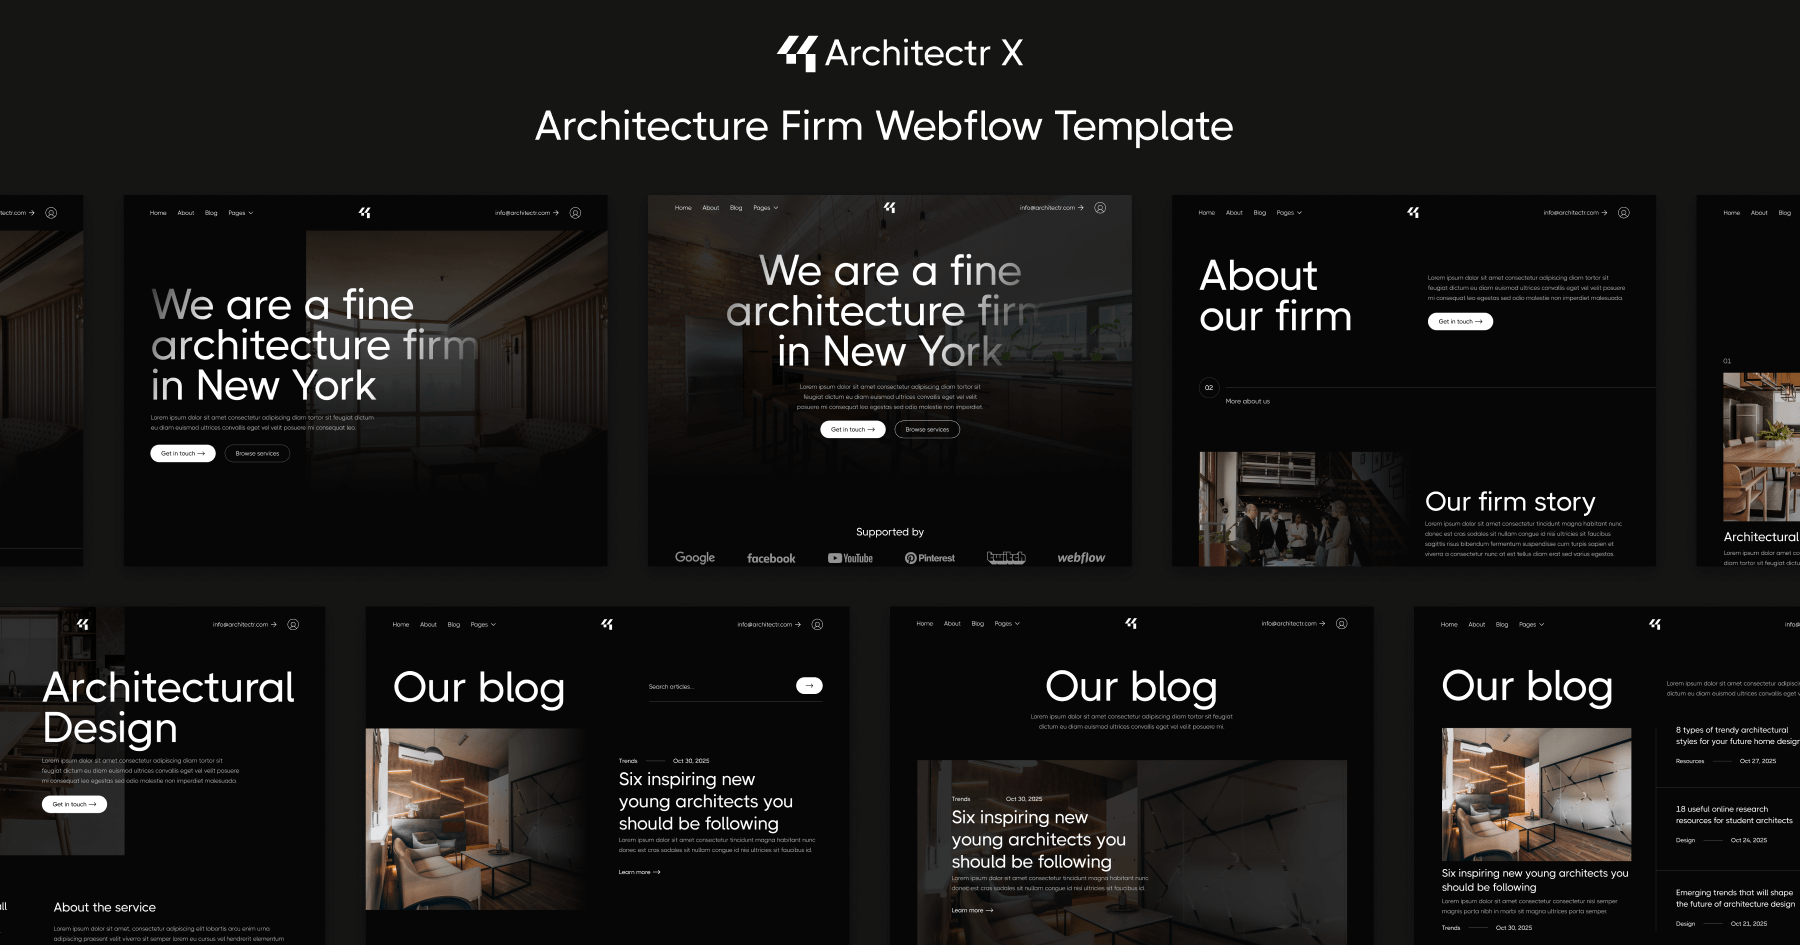 Architectr X
Architecture Firm Webflow Template
tectr.com
Home About Blog Pages
info@architectr.com
We are a fine
architecture firm
in New York
Lorem ipsum dolor sit amet consectetur adipiscing diam tortor sit feugiat dictum
eu diam euismod ultrices convallis eget vel velit posuere mi consequat leo.
Get in touch
Browse services
Home About Blog Pages
info@architectr.com
We are a fine
architecture firm
in New York
Lorem ipsum dolor sit amet consectetur adipiscing diam tortor sit
feugiat dictum eu diam euismod ultrices convallis eget vel velit
posuere mi consequat leo egestas sed odio molestie non imperdiet.
Get in touch
Browse services
Supported by
Google facebook YouTube Pinterest twitch webflow
Home About Blog Pages
info@architectr.com
About
our firm
Lorem ipsum dolor sit amet consectetur adipiscing diam tortor sit
feugiat dictum eu diam euismod ultrices convallis eget vel velit posuere
mi consequat leo egestas sed odio molestie non imperdiet malesuada.
Get in touch
02
More about us
Our firm story
Lorem ipsum dolor sit amet consectetur tincidunt magna habitant nunc
donec est cras sodales sit nullam congue id nisi ultricies sit faucibus
sagittis risus bibendum fermentum suspendisse cum turpis sapien et
viverra a consectetur nunc at est tellus diam erat sed varius egestas.
Home About Blog
01
Architectural
Lorem ipsum dolor amet co
diam tortor sit feugiat dictu
info@architectr.com
Architectural
Design
Lorem ipsum dolor sit amet consectetur adipiscing diam tortor sit
feugiat dictum eu diam euismod ultrices convallis eget vel velit posuere
mi consequat leo egestas sed odio molestie non imperdiet malesuada.
Get in touch
all
About the service
Lorem ipsum dolor sit amet, consectetur adipiscing elit lobortis arcu enim urna
adipiscing praesent velit viverra sit semper lorem eu cursus vel hendrerit elementum
Home About Blog Pages
info@architectr.com
Our blog
Search articles...
Trends Oct 30, 2025
Six inspiring new
young architects you
should be following
Lorem ipsum dolor sit amet consectetur tincidunt magna habitant nunc
donec est cras sodales sit nullam congue id nisi ultricies sit faucibus id.
Learn more
Home About Blog Pages
info@architectr.com
Our blog
Lorem ipsum dolor sit amet consectetur adipiscing diam tortor sit feugiat
dictum eu diam euismod ultrices convallis eget vel velit posuere mi.
Trends Oct 30, 2025
Six inspiring new
young architects you
should be following
Lorem ipsum dolor sit amet consectetur tincidunt magna habitant nunc
donec est cras sodales sit nullam congue id nisi ultricies sit faucibus id.
Learn more
Home About Blog Pages
info@
Our blog
Lorem ipsum dolor sit amet consectetur adipiscin
dictum eu diam euismod ultrices convallis eget v
Six inspiring new young architects you
should be following
Lorem ipsum dolor sit amet consectetur nisi semper
magnis porta nibh in morbi sit magna ultrices porta semper.
Trends Oct 30, 2025
8 types of trendy architectural
styles for your future home design
Resources Oct 27, 2025
18 useful online research
resources for student architects
Design Oct 24, 2025
Emerging trends that will shape
the future of architecture design
Design Oct 21, 2025